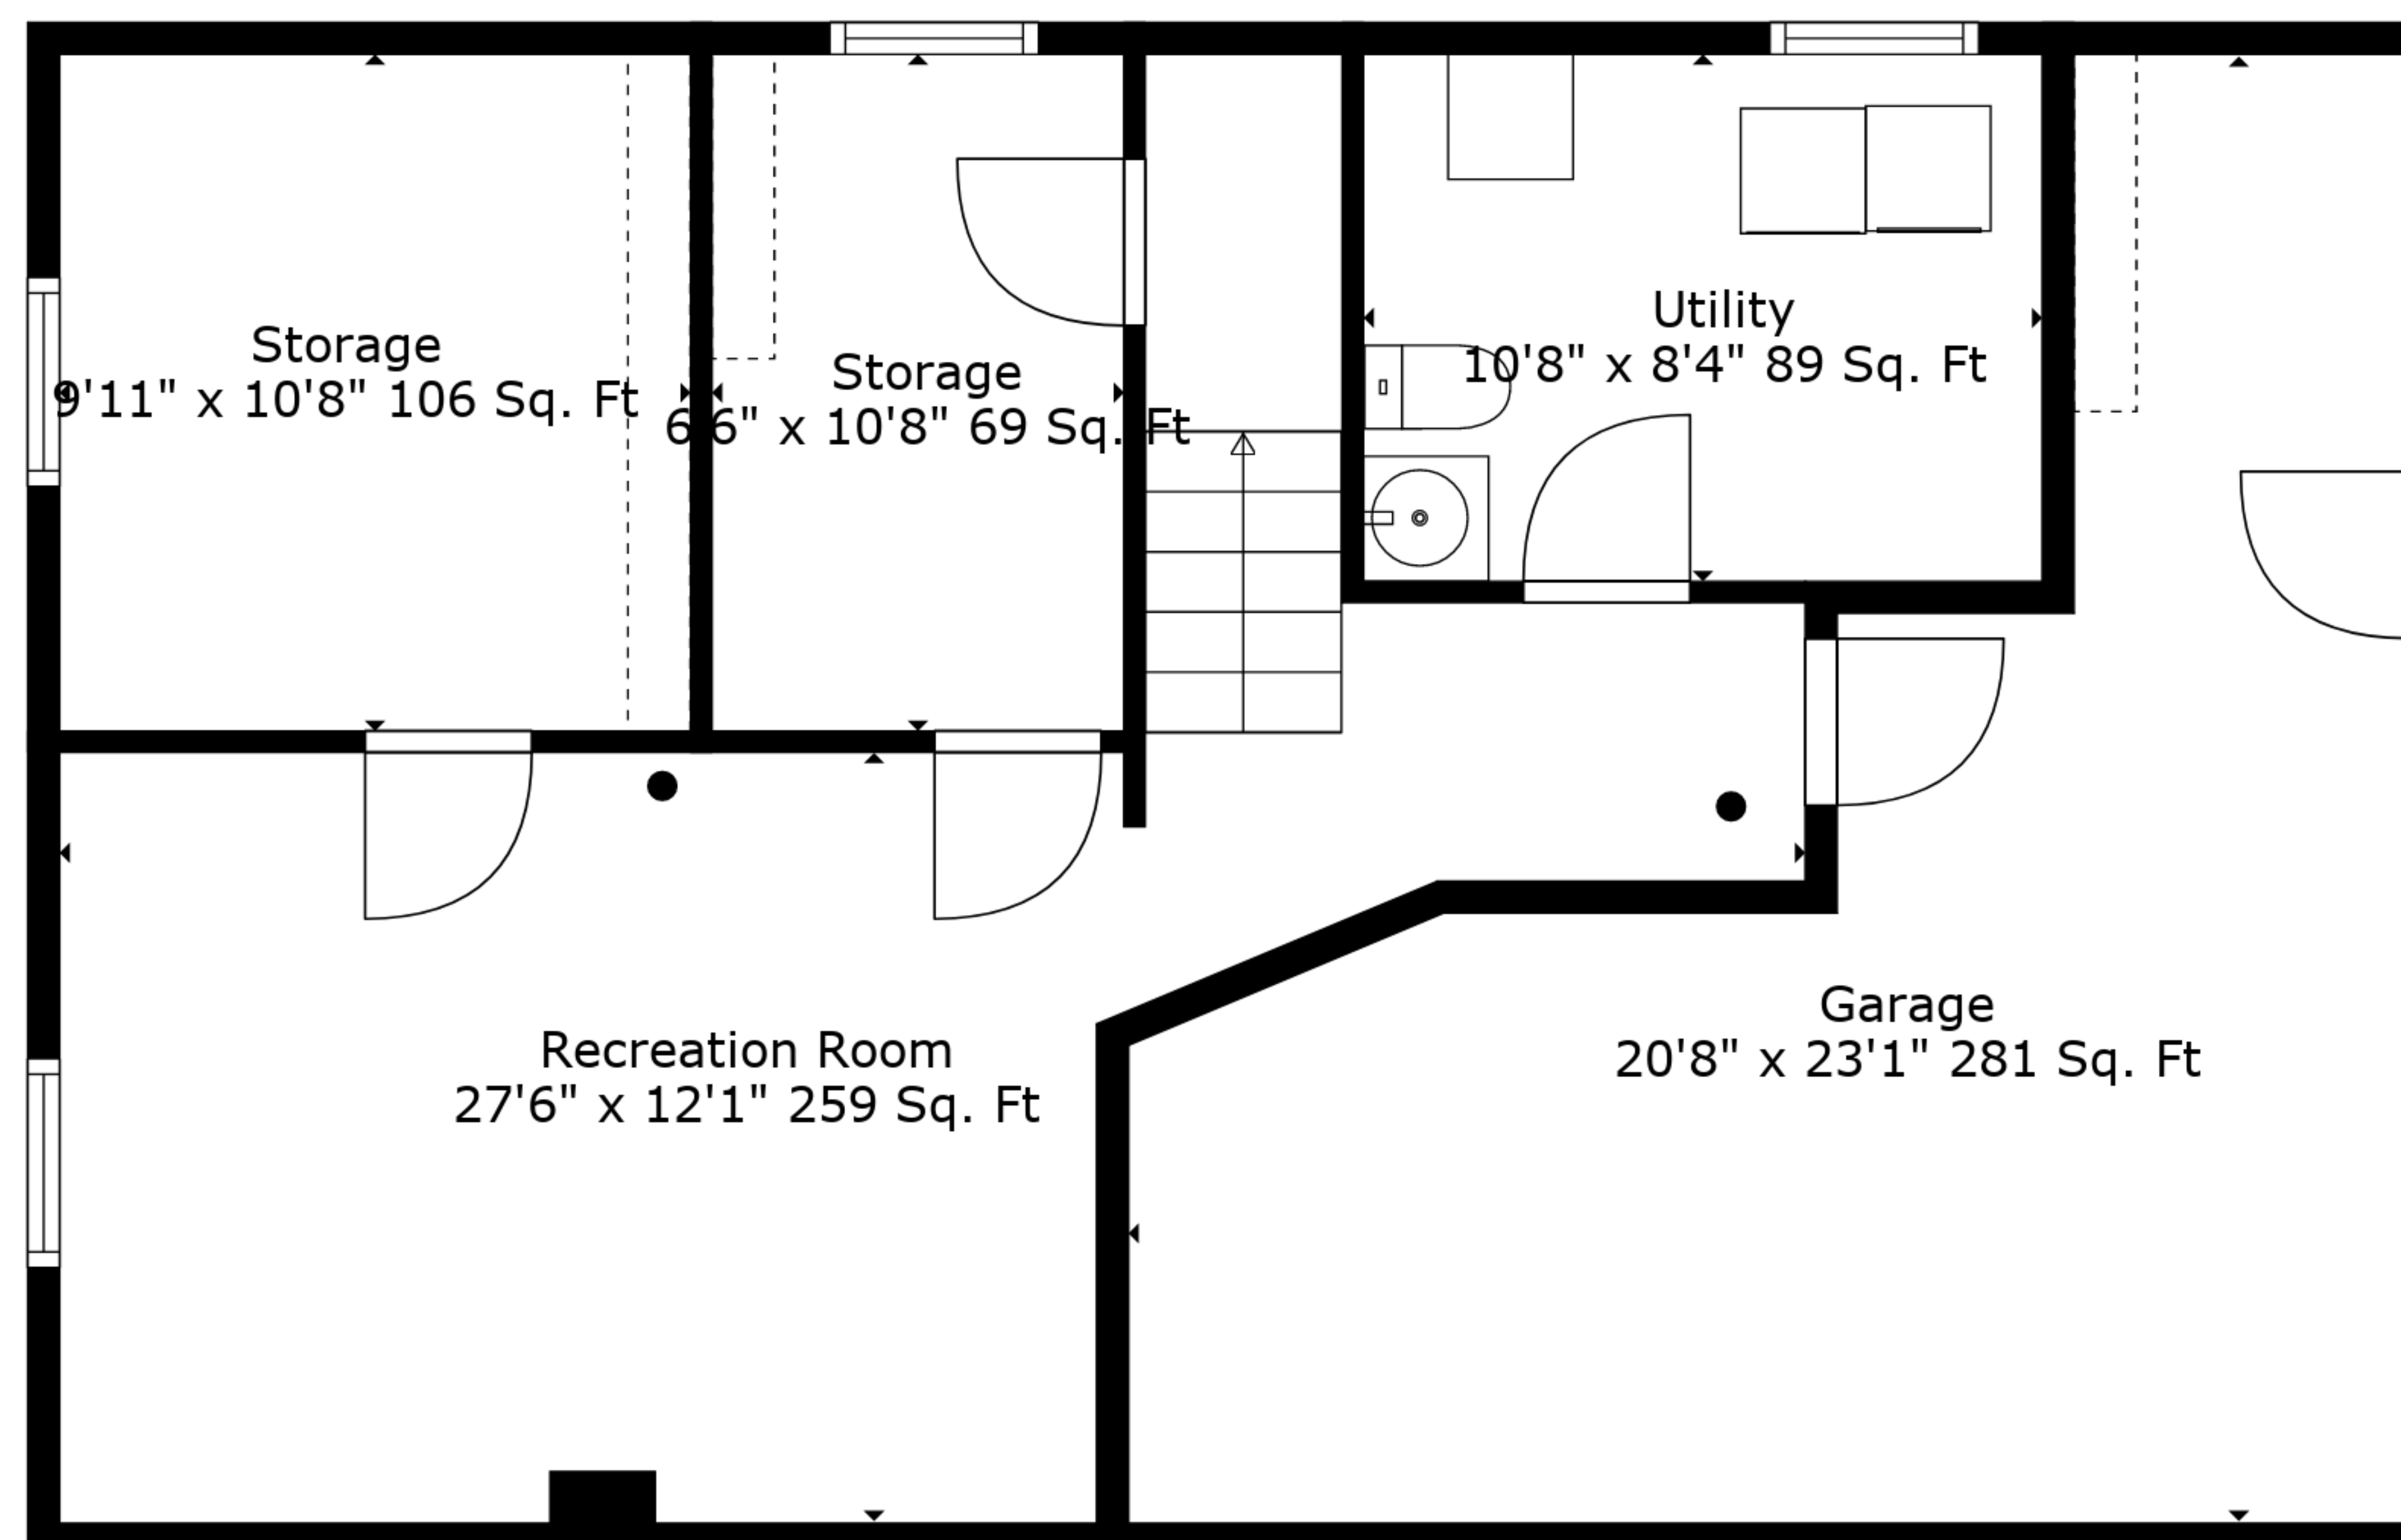 Storage
9'11" x 10'8" 106 Sq. Ft
Storage
6'6" x 10'8" 69 Sq. Ft
Utility
10'8" x 8'4" 89 Sq. Ft
Recreation Room
27'6" x 12'1" 259 Sq. Ft
Garage
20'8" x 23'1" 281 Sq. Ft